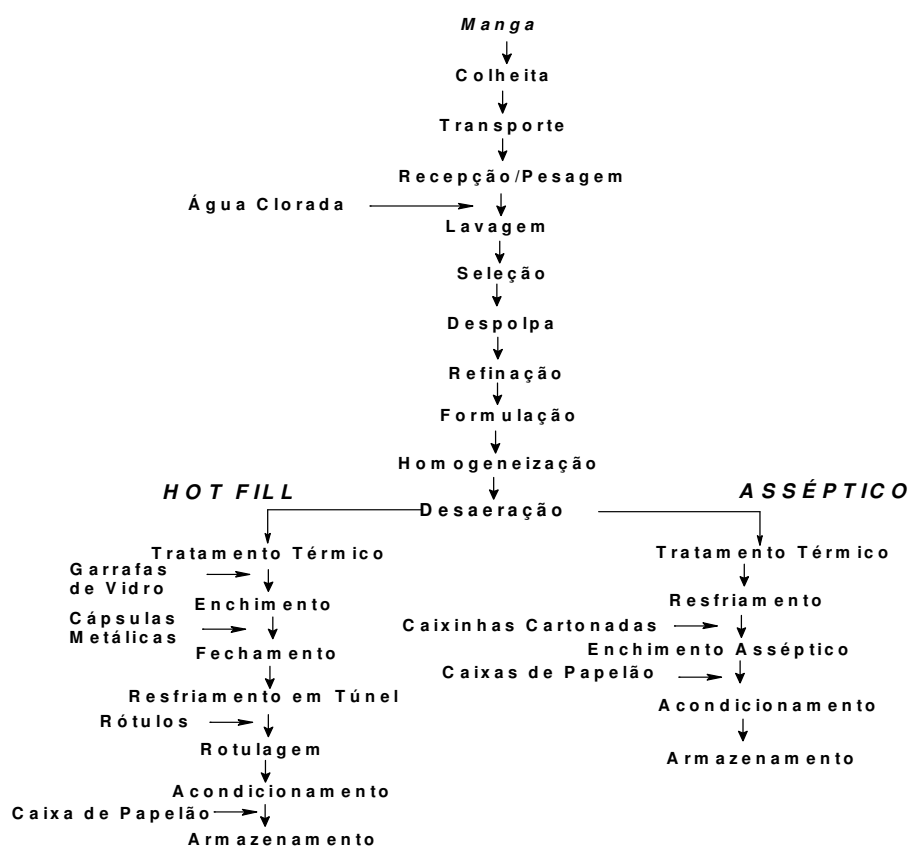 Manga
Colheita
Transporte
Recepção/Pesagem
Água Clorada
Lavagem
Seleção
Despolpa
Refinação
Formulação
Homogeneização
Desaeração
HOT FILL
Tratamento Térmico
Garrafas
de Vidro
Enchimento
Cápsulas
Metálicas
Fechamento
Resfriamento em Túnel
Rótulos
Rotulagem
Acondicionamento
Caixa de Papelão
Armazenamento
ASSÉPTICO
Tratamento Térmico
Resfriamento
Caixinhas Cartonadas
Enchimento Asséptico
Caixas de Papelão
Acondicionamento
Armazenamento